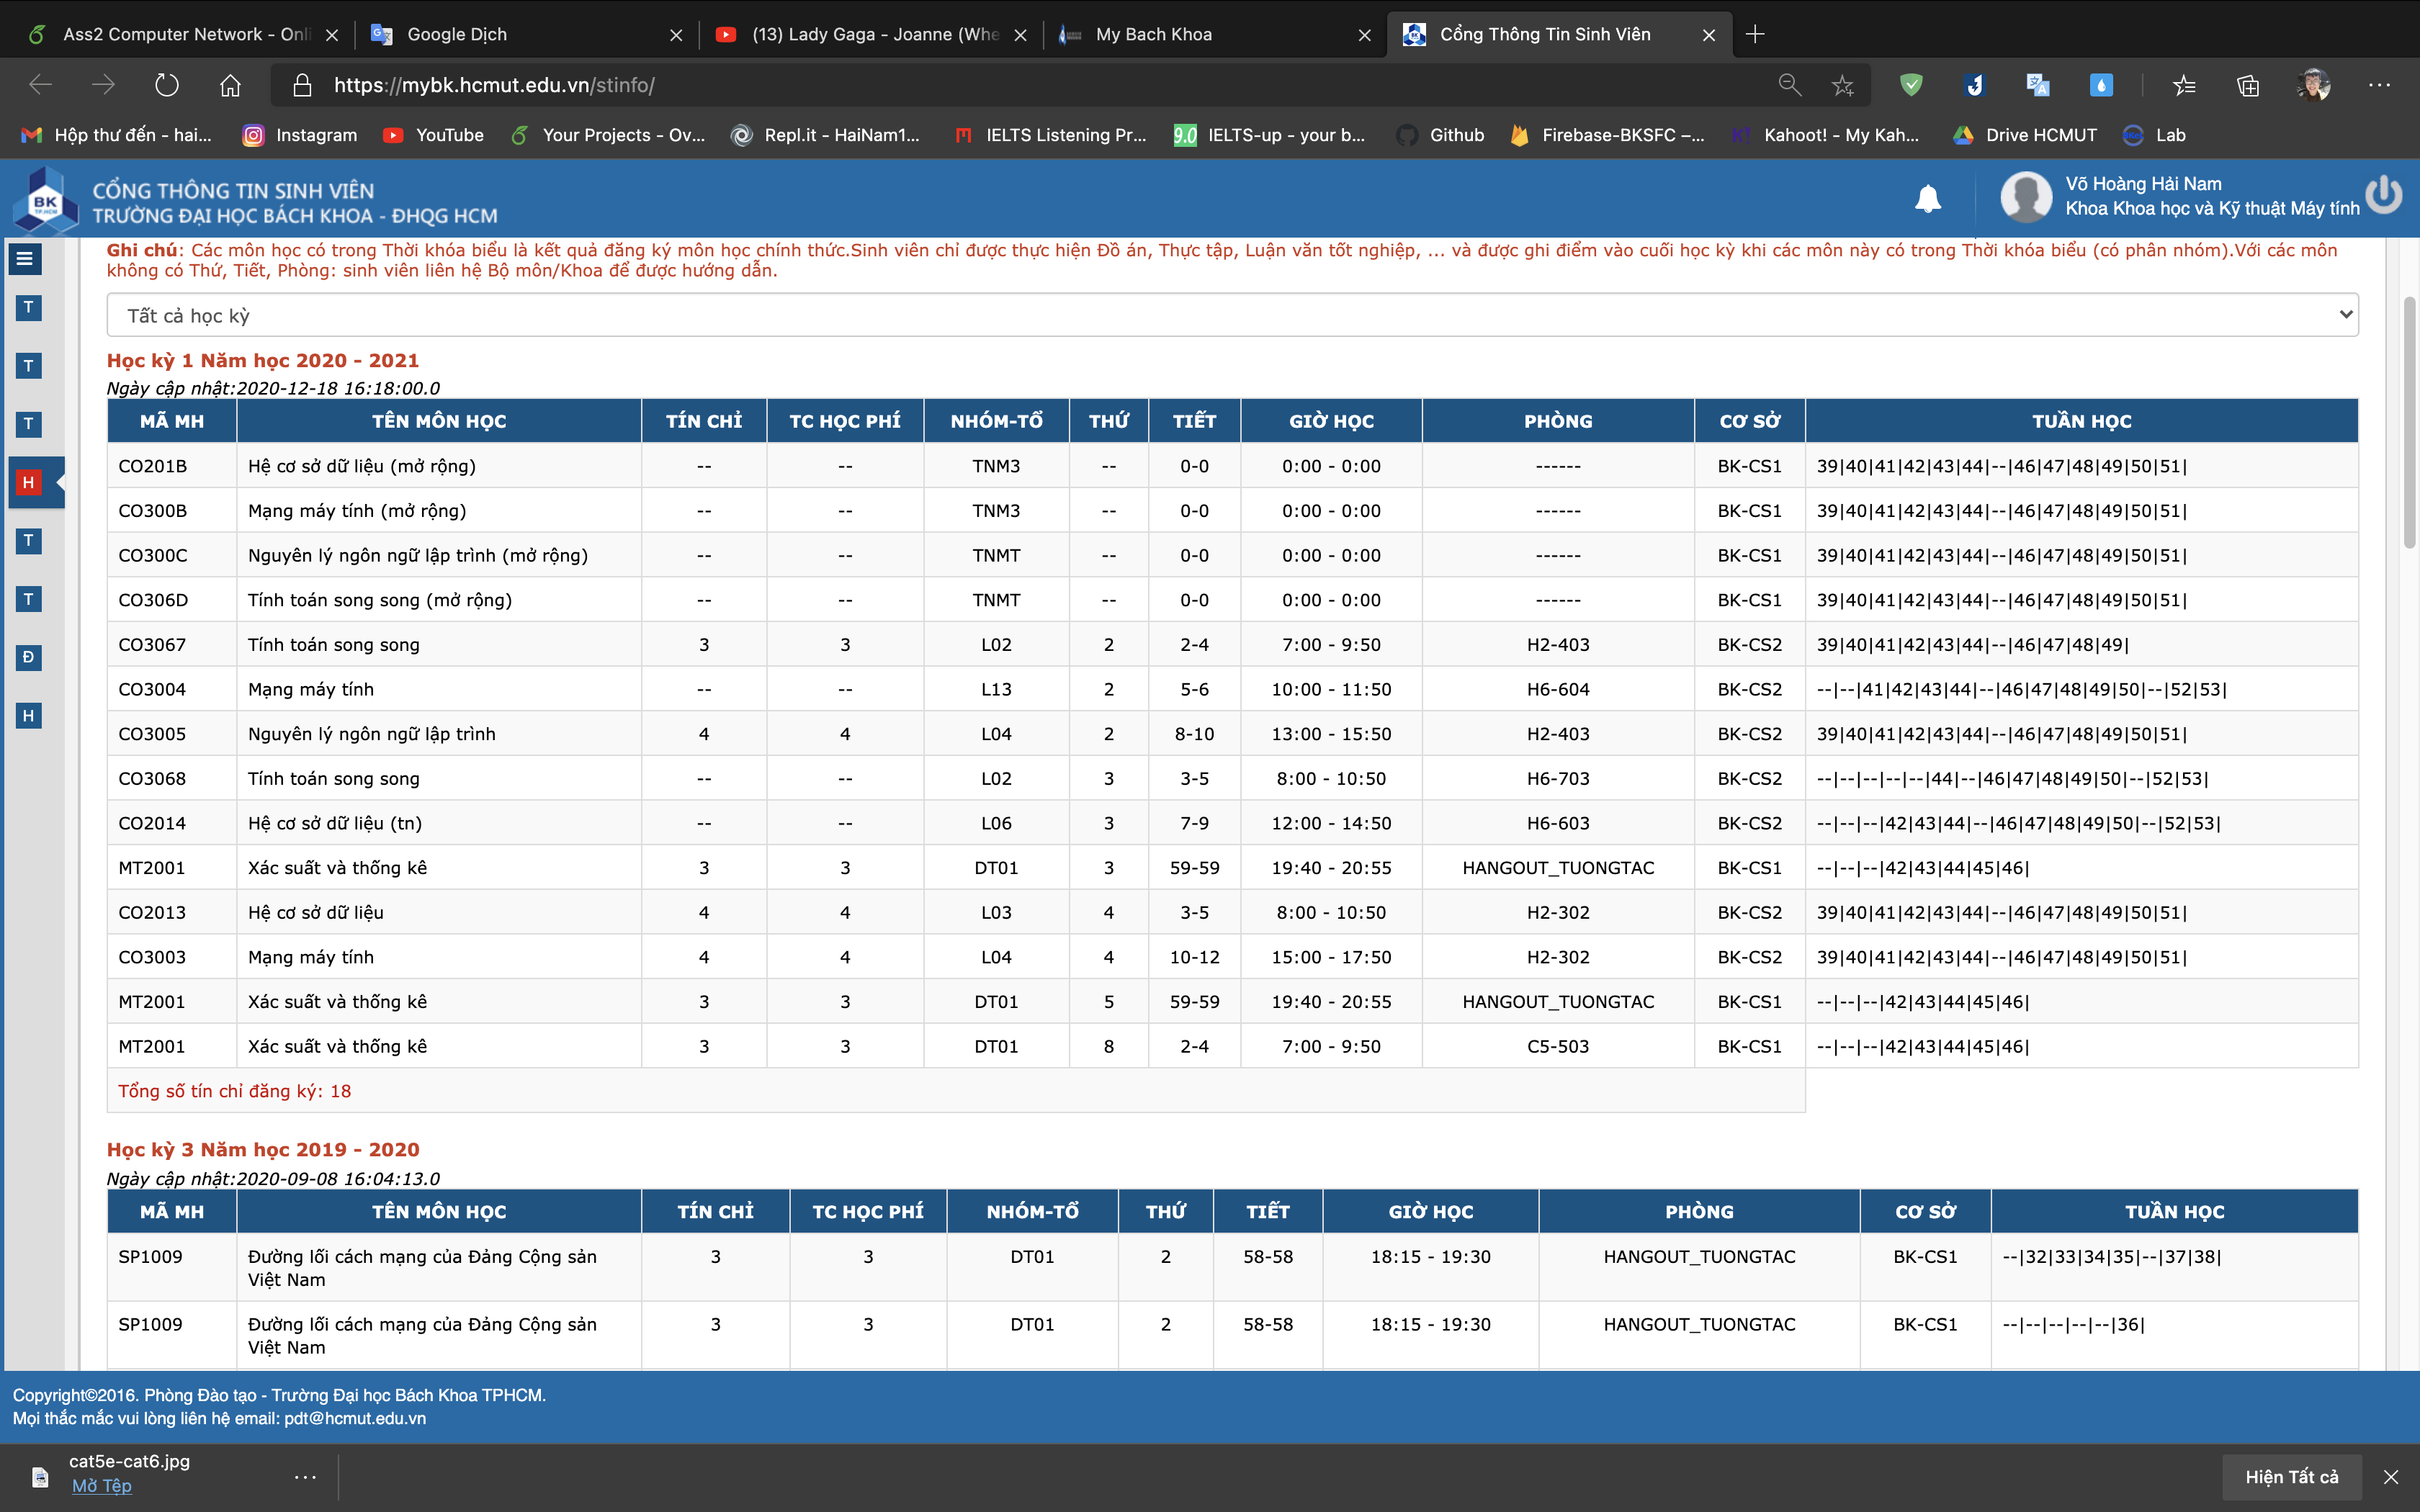 Ass2 Computer Network - Onli
Google Dịch
(13) Lady Gaga - Joanne (Whe
My Bach Khoa
Cổng Thông Tin Sinh Viên
https://mybk.hcmut.edu.vn/stinfo/
Hộp thư đến - hai...
Instagram
YouTube
Your Projects - Ov...
Repl.it - HaiNam1...
IELTS Listening Pr...
9.0 IELTS-up - your b...
Github
Firebase-BKSFC –...
K! Kahoot! - My Kah...
Drive HCMUT
Lab
BK
TP.HCM
CỔNG THÔNG TIN SINH VIÊN
TRƯỜNG ĐẠI HỌC BÁCH KHOA - ĐHQG HCM
Võ Hoàng Hải Nam
Khoa Khoa học và Kỹ thuật Máy tính
T
T
T
H
T
T
Đ
H
Ghi chú: Các môn học có trong Thời khóa biểu là kết quả đăng ký môn học chính thức.Sinh viên chỉ được thực hiện Đồ án, Thực tập, Luận văn tốt nghiệp, ... và được ghi điểm vào cuối học kỳ khi các môn này có trong Thời khóa biểu (có phân nhóm).Với các môn
không có Thứ, Tiết, Phòng: sinh viên liên hệ Bộ môn/Khoa để được hướng dẫn.
Tất cả học kỳ
Học kỳ 1 Năm học 2020 - 2021
Ngày cập nhật:2020-12-18 16:18:00.0
MÃ MH TÊN MÔN HỌC TÍN CHỈ TC HỌC PHÍ NHÓM-TỔ THỨ TIẾT GIỜ HỌC PHÒNG CƠ SỞ TUẦN HỌC
CO201B Hệ cơ sở dữ liệu (mở rộng) -- -- TNM3 -- 0-0 0:00 - 0:00 ------ BK-CS1 39|40|41|42|43|44|--|46|47|48|49|50|51|
CO300B Mạng máy tính (mở rộng) -- -- TNM3 -- 0-0 0:00 - 0:00 ------ BK-CS1 39|40|41|42|43|44|--|46|47|48|49|50|51|
CO300C Nguyên lý ngôn ngữ lập trình (mở rộng) -- -- TNMT -- 0-0 0:00 - 0:00 ------ BK-CS1 39|40|41|42|43|44|--|46|47|48|49|50|51|
CO306D Tính toán song song (mở rộng) -- -- TNMT -- 0-0 0:00 - 0:00 ------ BK-CS1 39|40|41|42|43|44|--|46|47|48|49|50|51|
CO3067 Tính toán song song 3 3 L02 2 2-4 7:00 - 9:50 H2-403 BK-CS2 39|40|41|42|43|44|--|46|47|48|49|
CO3004 Mạng máy tính -- -- L13 2 5-6 10:00 - 11:50 H6-604 BK-CS2 --|--|41|42|43|44|--|46|47|48|49|50|--|52|53|
CO3005 Nguyên lý ngôn ngữ lập trình 4 4 L04 2 8-10 13:00 - 15:50 H2-403 BK-CS2 39|40|41|42|43|44|--|46|47|48|49|50|51|
CO3068 Tính toán song song -- -- L02 3 3-5 8:00 - 10:50 H6-703 BK-CS2 --|--|--|--|--|44|--|46|47|48|49|50|--|52|53|
CO2014 Hệ cơ sở dữ liệu (tn) -- -- L06 3 7-9 12:00 - 14:50 H6-603 BK-CS2 --|--|--|42|43|44|--|46|47|48|49|50|--|52|53|
MT2001 Xác suất và thống kê 3 3 DT01 3 59-59 19:40 - 20:55 HANGOUT_TUONGTAC BK-CS1 --|--|--|42|43|44|45|46|
CO2013 Hệ cơ sở dữ liệu 4 4 L03 4 3-5 8:00 - 10:50 H2-302 BK-CS2 39|40|41|42|43|44|--|46|47|48|49|50|51|
CO3003 Mạng máy tính 4 4 L04 4 10-12 15:00 - 17:50 H2-302 BK-CS2 39|40|41|42|43|44|--|46|47|48|49|50|51|
MT2001 Xác suất và thống kê 3 3 DT01 5 59-59 19:40 - 20:55 HANGOUT_TUONGTAC BK-CS1 --|--|--|42|43|44|45|46|
MT2001 Xác suất và thống kê 3 3 DT01 8 2-4 7:00 - 9:50 C5-503 BK-CS1 --|--|--|42|43|44|45|46|
Tổng số tín chỉ đăng ký: 18
Học kỳ 3 Năm học 2019 - 2020
Ngày cập nhật:2020-09-08 16:04:13.0
MÃ MH TÊN MÔN HỌC TÍN CHỈ TC HỌC PHÍ NHÓM-TỔ THỨ TIẾT GIỜ HỌC PHÒNG CƠ SỞ TUẦN HỌC
SP1009 Đường lối cách mạng của Đảng Cộng sản 3 3 DT01 2 58-58 18:15 - 19:30 HANGOUT_TUONGTAC BK-CS1 --|32|33|34|35|--|37|38|
Việt Nam
SP1009 Đường lối cách mạng của Đảng Cộng sản 3 3 DT01 2 58-58 18:15 - 19:30 HANGOUT_TUONGTAC BK-CS1 --|--|--|--|--|36|
Việt Nam
Copyright©2016. Phòng Đào tạo - Trường Đại học Bách Khoa TPHCM.
Mọi thắc mắc vui lòng liên hệ email: pdt@hcmut.edu.vn
cat5e-cat6.jpg
Mở Tệp
Hiện Tất cả